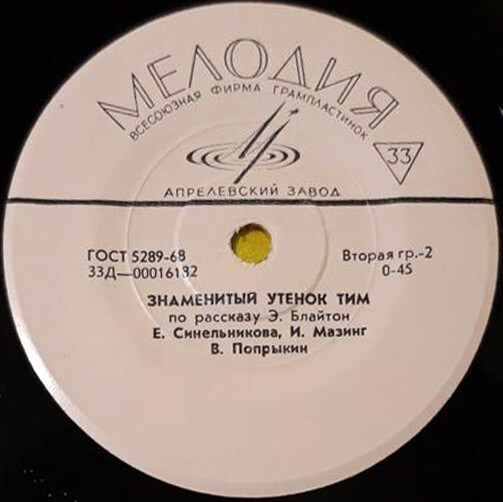 МЕЛОДИЯ
ВСЕСОЮЗНАЯ ФИРМА ГРАМПЛАСТИНОК
33
АПРЕЛЕВСКИЙ ЗАВОД
ГОСТ 5289-68
Вторая гр.-2
33Д—00016132
0-45
ЗНАМЕНИТЫЙ УТЕНОК ТИМ
по рассказу Э. Блайтон
Е. Синельникова, И. Мазинг
В. Попрыкин